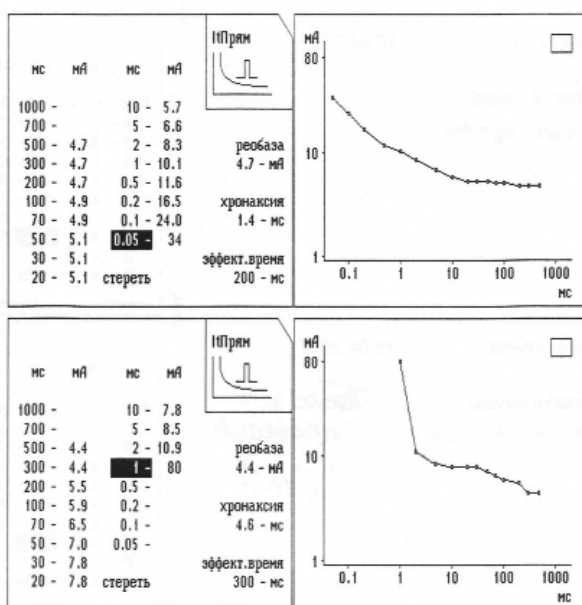 ItПрям
мс мА мс мА
1000 - 10 - 5.7
700 - 5 - 6.6
500 - 4.7 2 - 8.3 реобаза
300 - 4.7 1 - 10.1 4.7 - мА
200 - 4.7 0.5 - 11.6
100 - 4.9 0.2 - 16.5 хронаксия
70 - 4.9 0.1 - 24.0 1.4 - мс
50 - 5.1 0.05 - 34
30 - 5.1 эффект.время
20 - 5.1 стереть 200 - мс
мА
80
10
1
0.1 1 10 100 1000
мс
ItПрям
мс мА мс мА
1000 - 10 - 7.8
700 - 5 - 8.5
500 - 4.4 2 - 10.9 реобаза
300 - 4.4 1 - 80 4.4 - мА
200 - 5.5 0.5 -
100 - 5.9 0.2 - хронаксия
70 - 6.5 0.1 - 4.6 - мс
50 - 7.0 0.05 -
30 - 7.8 эффект.время
20 - 7.8 стереть 300 - мс
мА
80
10
1
0.1 1 10 100 1000
мс